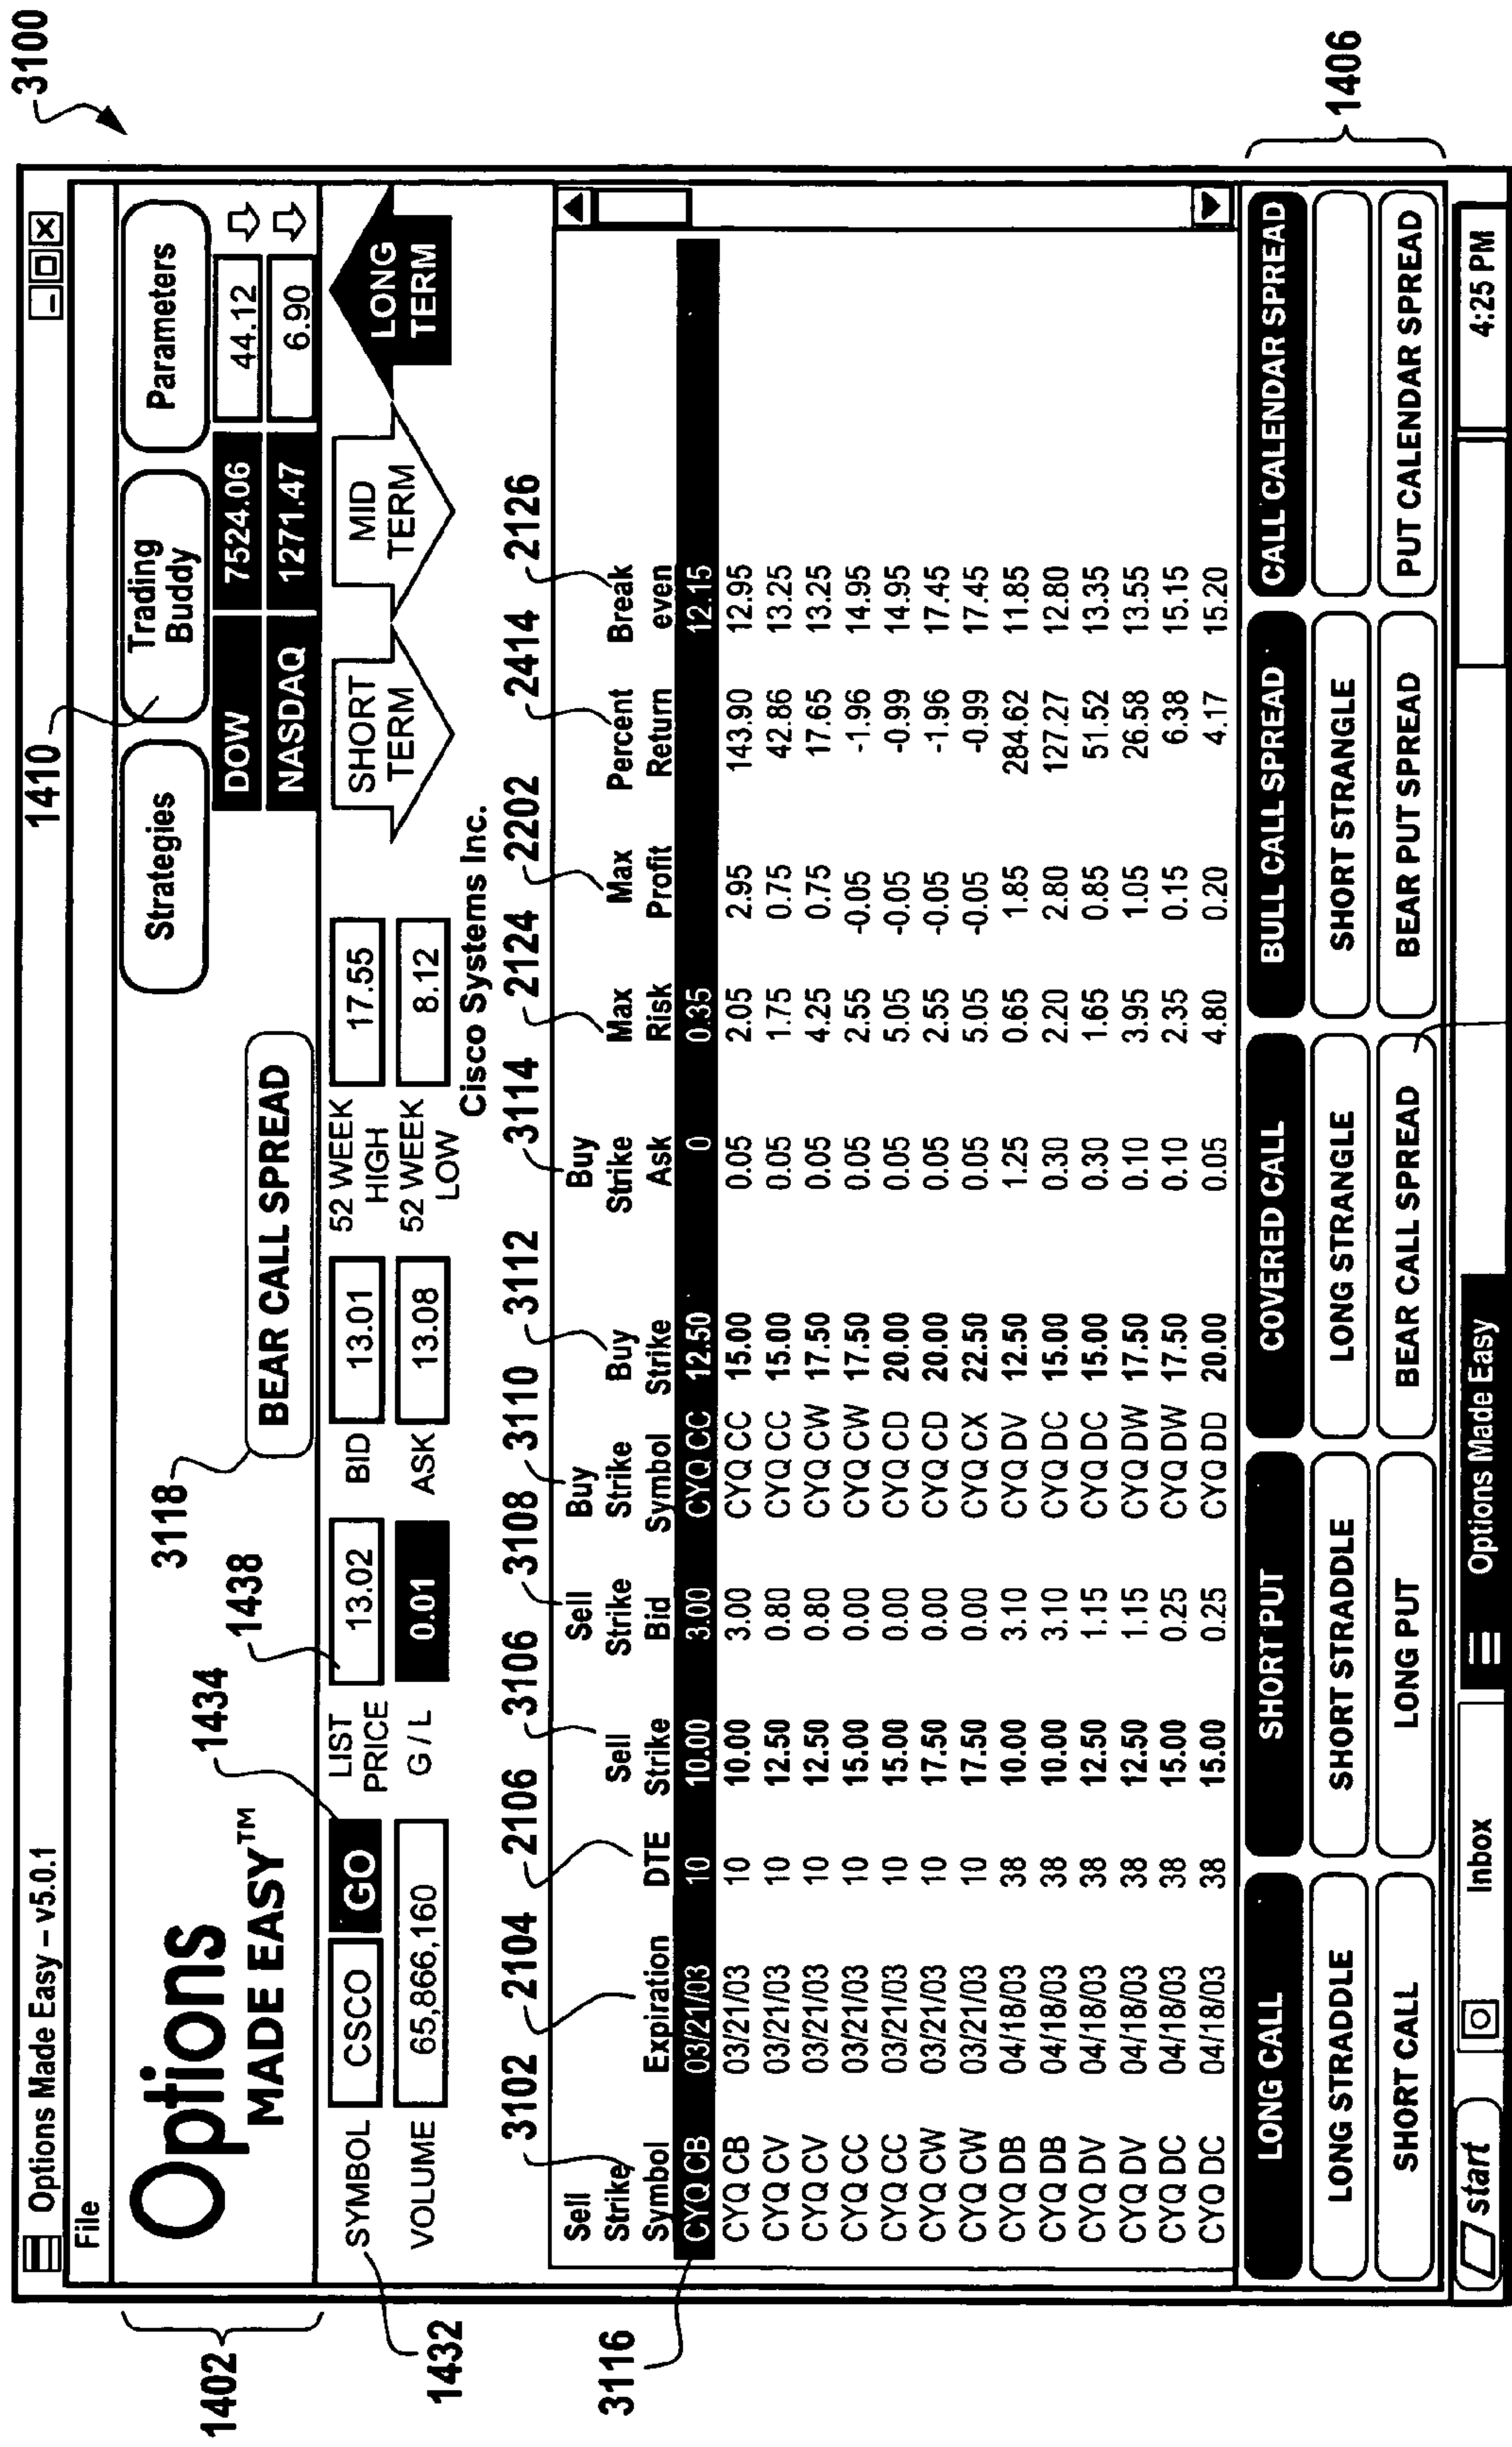 3100
1410
Options Made Easy – v5.0.1
File
1402
Options
MADE EASY™
3118
BEAR CALL SPREAD
Strategies
Trading
Buddy
Parameters
DOW 7524.06 44.12
NASDAQ 1271.47 6.90
1432
1434
1438
SYMBOL CSCO GO
LIST
PRICE 13.02
BID 13.01
52 WEEK
HIGH 17.55
VOLUME 65,866,160
G / L 0.01
ASK 13.08
52 WEEK
LOW 8.12
SHORT
TERM
MID
TERM
LONG
TERM
Cisco Systems Inc.
3102 2104 2106 3106 3108 3110 3112 3114 2124 2202 2414 2126
Sell
Strike
Symbol
Expiration
DTE
Sell
Strike
Sell
Strike
Bid
Buy
Strike
Symbol
Buy
Strike
Buy
Strike
Ask
Max
Risk
Max
Profit
Percent
Return
Break
even
3116
CYQ CB 03/21/03 10 10.00 3.00 CYQ CC 12.50 0 0.35 12.15
CYQ CB 03/21/03 10 10.00 3.00 CYQ CC 15.00 0.05 2.05 2.95 143.90 12.95
CYQ CV 03/21/03 10 12.50 0.80 CYQ CC 15.00 0.05 1.75 0.75 42.86 13.25
CYQ CV 03/21/03 10 12.50 0.80 CYQ CW 17.50 0.05 4.25 0.75 17.65 13.25
CYQ CC 03/21/03 10 15.00 0.00 CYQ CW 17.50 0.05 2.55 -0.05 -1.96 14.95
CYQ CC 03/21/03 10 15.00 0.00 CYQ CD 20.00 0.05 5.05 -0.05 -0.99 14.95
CYQ CW 03/21/03 10 17.50 0.00 CYQ CD 20.00 0.05 2.55 -0.05 -1.96 17.45
CYQ CW 03/21/03 10 17.50 0.00 CYQ CX 22.50 0.05 5.05 -0.05 -0.99 17.45
CYQ DB 04/18/03 38 10.00 3.10 CYQ DV 12.50 1.25 0.65 1.85 284.62 11.85
CYQ DB 04/18/03 38 10.00 3.10 CYQ DC 15.00 0.30 2.20 2.80 127.27 12.80
CYQ DV 04/18/03 38 12.50 1.15 CYQ DC 15.00 0.30 1.65 0.85 51.52 13.35
CYQ DV 04/18/03 38 12.50 1.15 CYQ DW 17.50 0.10 3.95 1.05 26.58 13.55
CYQ DC 04/18/03 38 15.00 0.25 CYQ DW 17.50 0.10 2.35 0.15 6.38 15.15
CYQ DC 04/18/03 38 15.00 0.25 CYQ DD 20.00 0.05 4.80 0.20 4.17 15.20
LONG CALL SHORT PUT COVERED CALL BULL CALL SPREAD CALL CALENDAR SPREAD
LONG STRADDLE SHORT STRADDLE LONG STRANGLE SHORT STRANGLE
SHORT CALL LONG PUT BEAR CALL SPREAD BEAR PUT SPREAD PUT CALENDAR SPREAD
1406
start Inbox Options Made Easy 4:25 PM